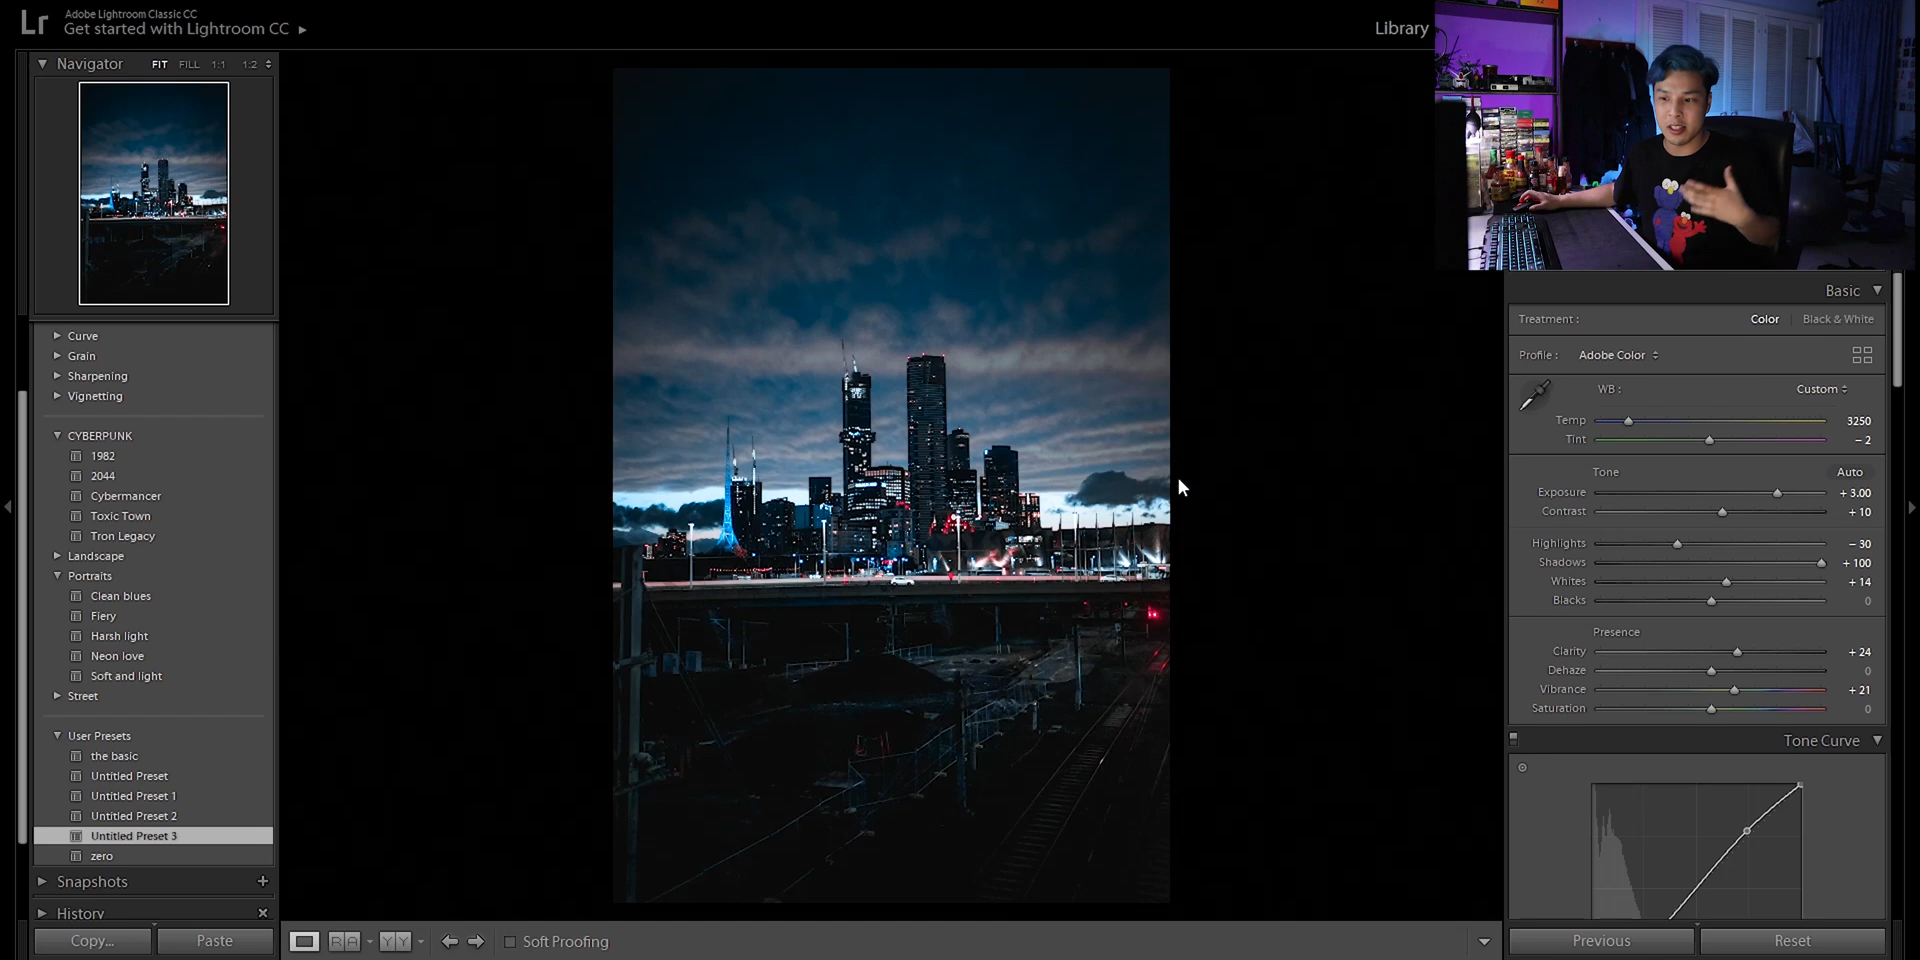 Lr
Adobe Lightroom Classic CC
Get started with Lightroom CC
Library
Navigator FIT FILL 1:1 1:2
Curve
Grain
Sharpening
Vignetting
CYBERPUNK
1982
2044
Cybermancer
Toxic Town
Tron Legacy
Landscape
Portraits
Clean blues
Fiery
Harsh light
Neon love
Soft and light
Street
User Presets
the basic
Untitled Preset
Untitled Preset 1
Untitled Preset 2
Untitled Preset 3
zero
Snapshots +
History ×
Copy... Paste
R A Y Y Soft Proofing
Basic
Treatment : Color Black & White
Profile : Adobe Color
WB : Custom
Temp 3250
Tint – 2
Tone Auto
Exposure + 3.00
Contrast + 10
Highlights – 30
Shadows + 100
Whites + 14
Blacks 0
Presence
Clarity + 24
Dehaze 0
Vibrance + 21
Saturation 0
Tone Curve
Previous Reset